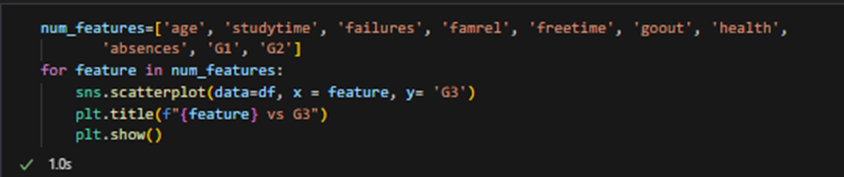 num_features=['age', 'studytime', 'failures', 'famrel', 'freetime', 'goout', 'health',
        'absences', 'G1', 'G2']
for feature in num_features:
    sns.scatterplot(data=df, x = feature, y= 'G3')
    plt.title(f"{feature} vs G3")
    plt.show()
✓ 1.0s